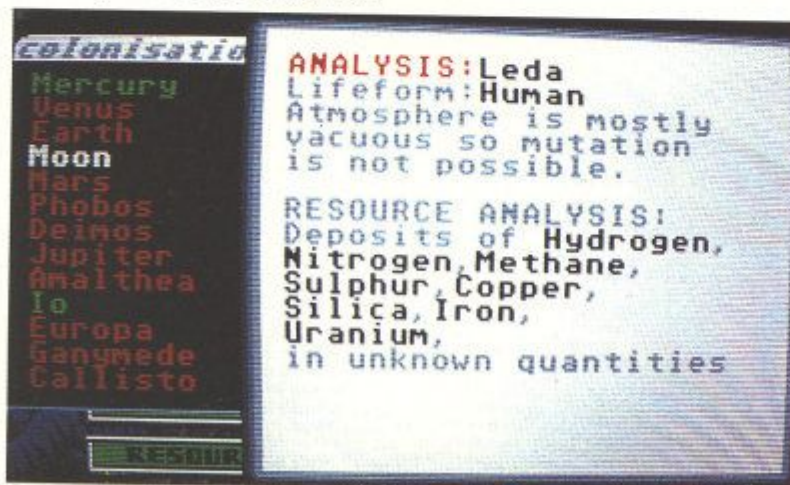 colonisatio
Mercury
Venus
Earth
Moon
Mars
Phobos
Deimos
Jupiter
Amalthea
Io
Europa
Ganymede
Callisto
RESOUR
ANALYSIS:Leda
Lifeform:Human
Atmosphere is mostly
vacuous so mutation
is not possible.
RESOURCE ANALYSIS:
Deposits of Hydrogen,
Nitrogen,Methane,
Sulphur,Copper,
Silica,Iron,
Uranium,
in unknown quantities